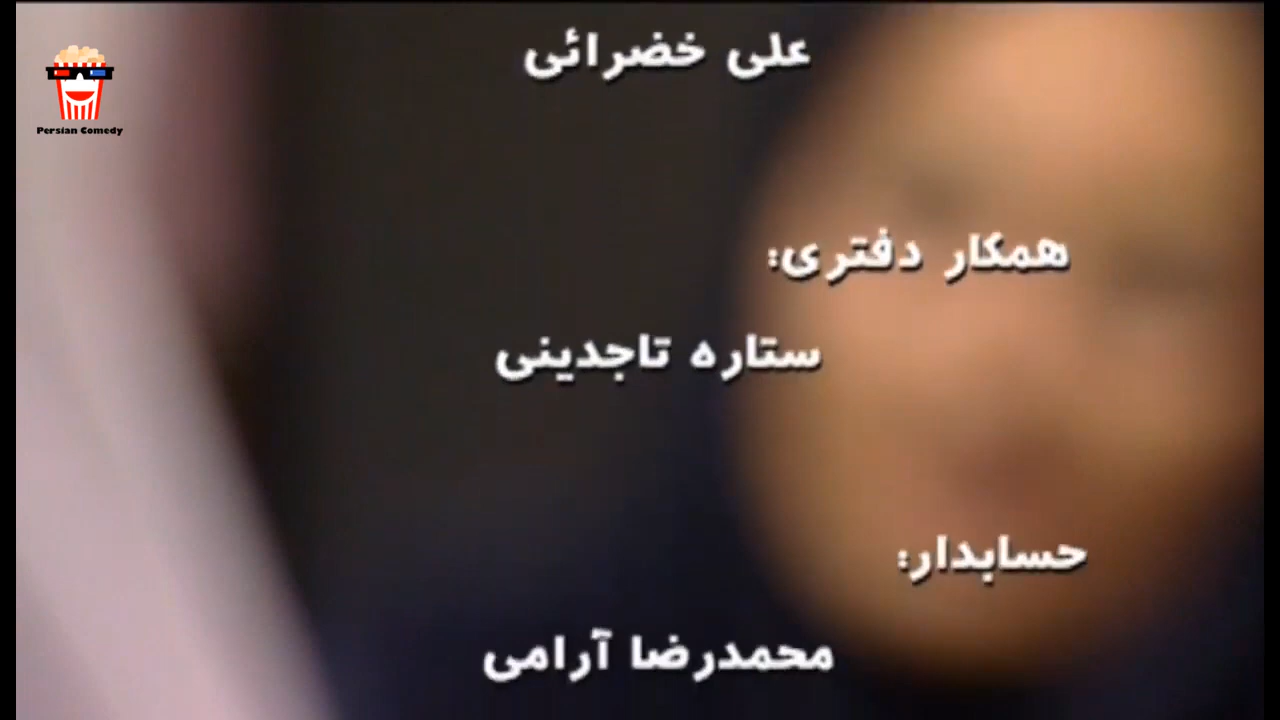 علی خضرائی
Persian Comedy
همکار دفتری:
ستاره تاجدینی
حسابدار:
محمدرضا آرامی